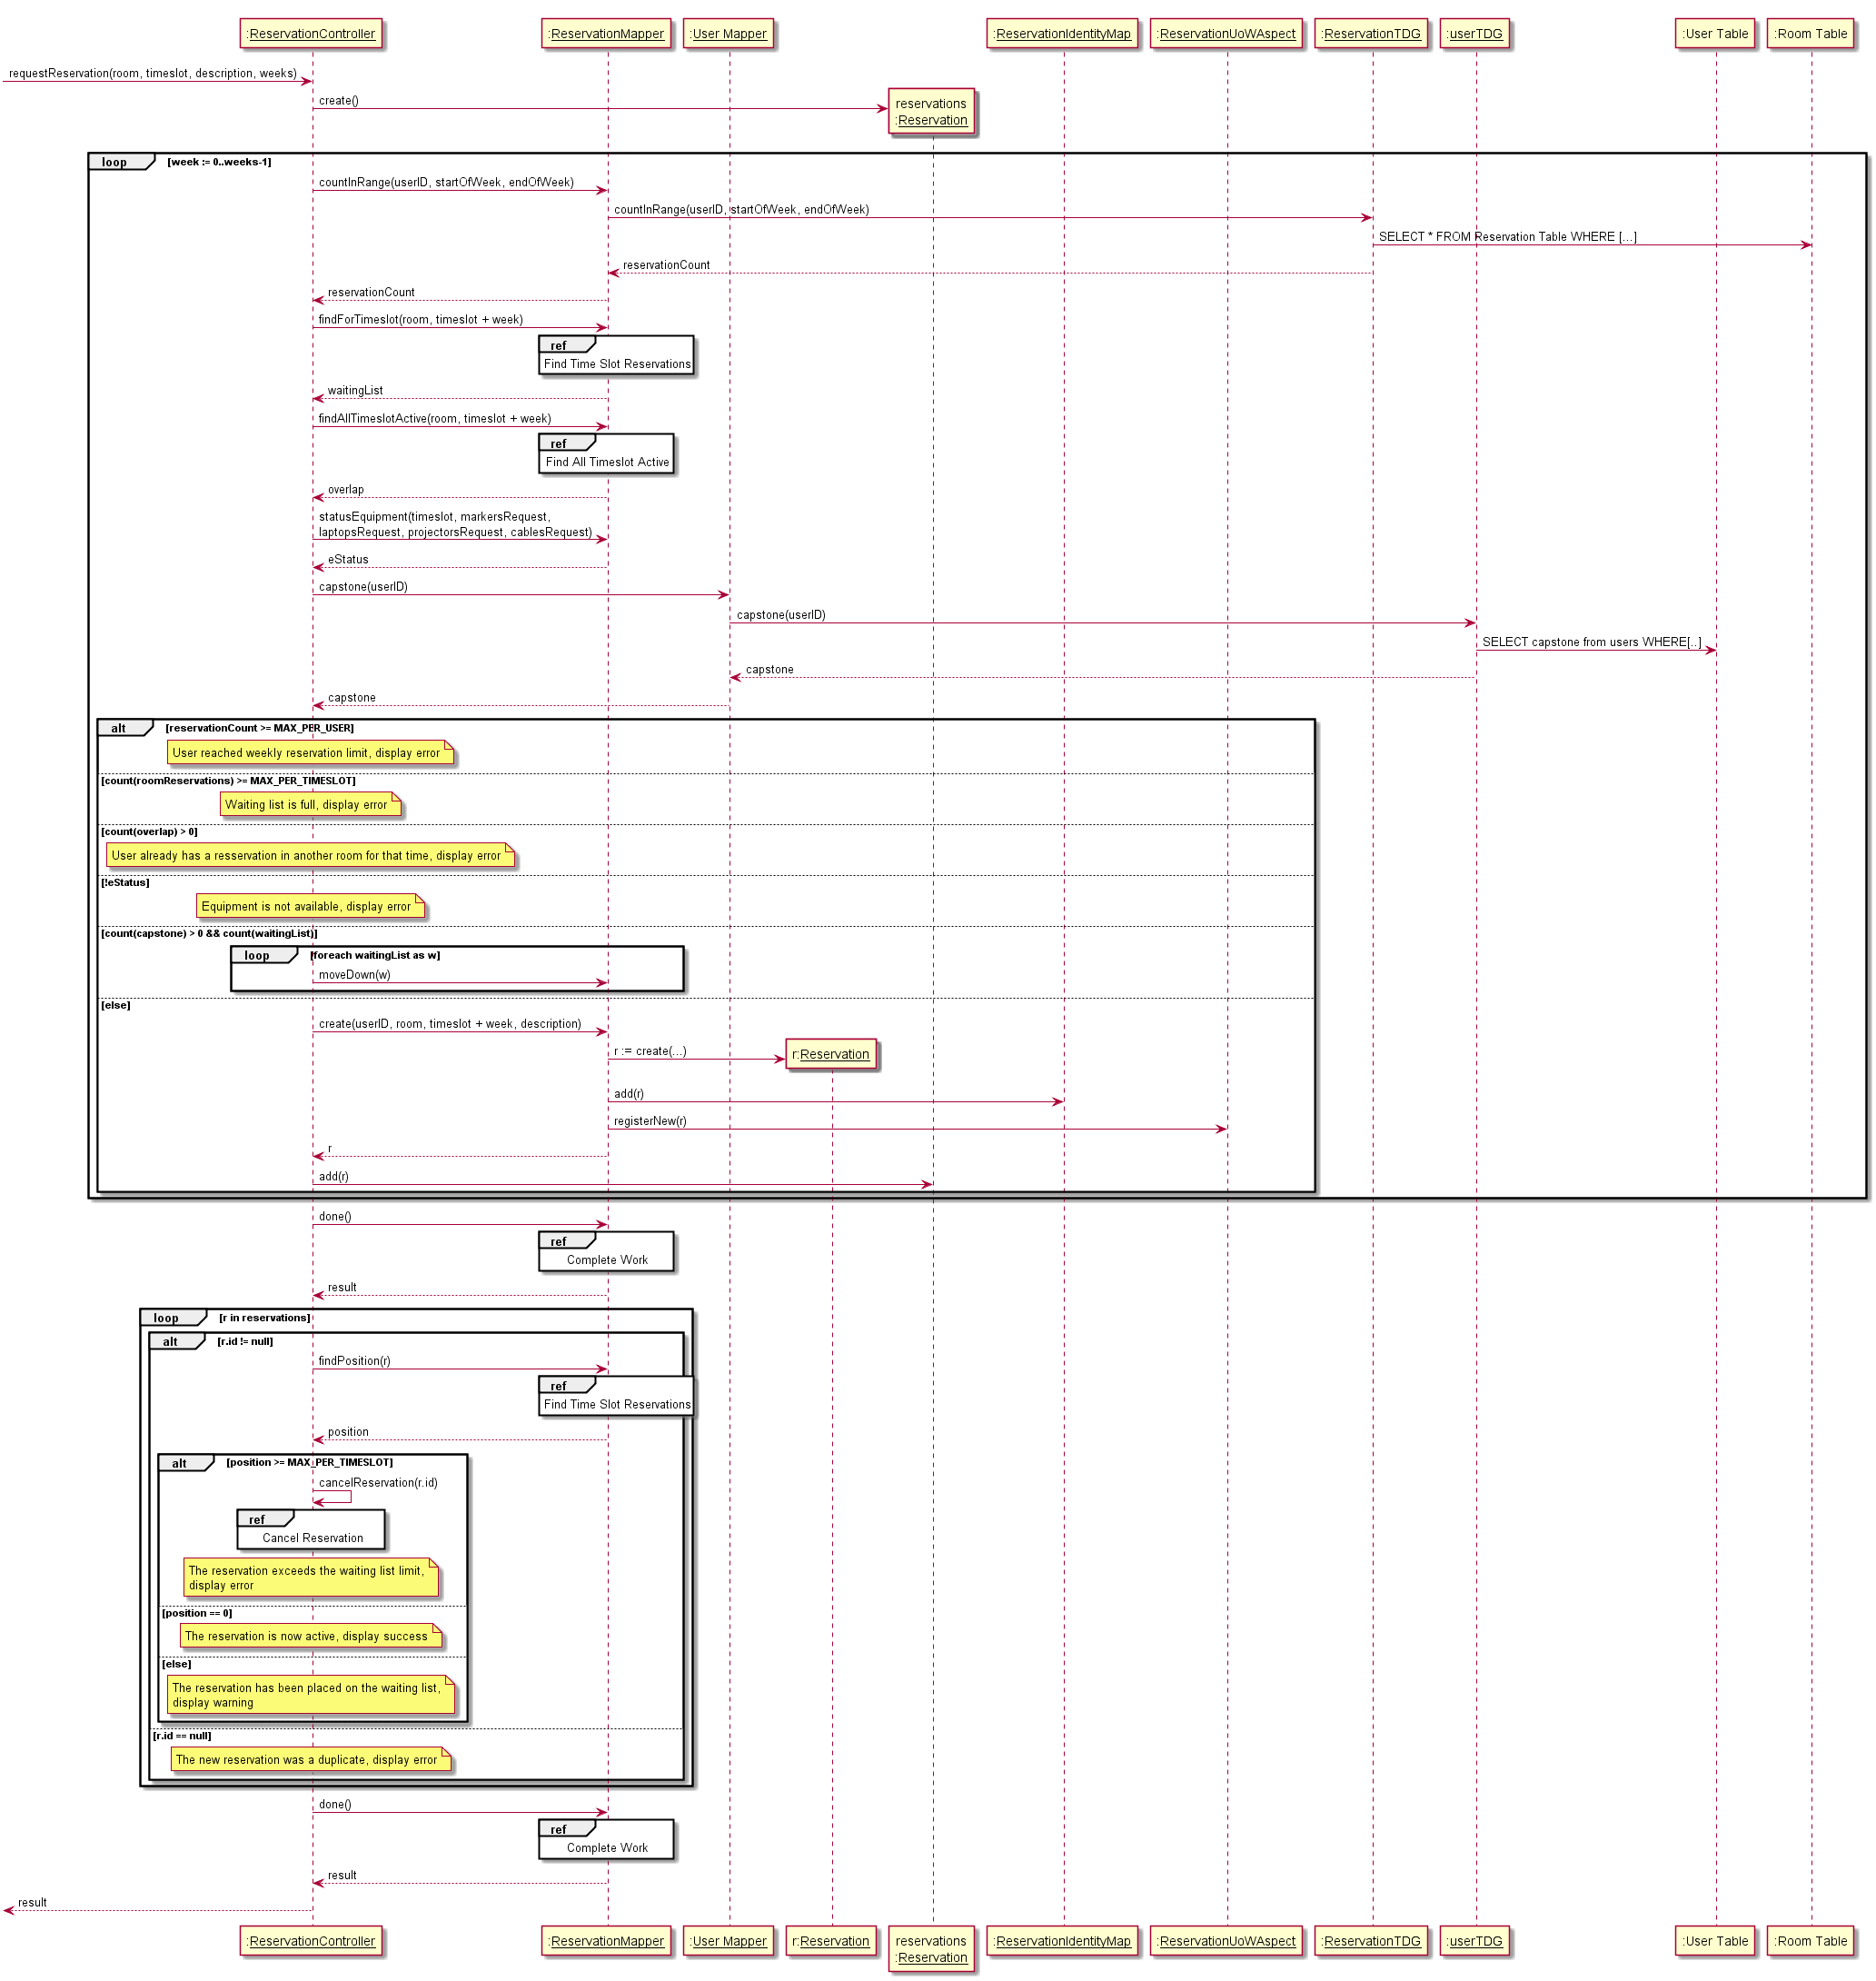 :ReservationController
:ReservationMapper
:User Mapper
:ReservationIdentityMap
:ReservationUoWAspect
:ReservationTDG
:userTDG
:User Table
:Room Table
requestReservation(room, timeslot, description, weeks)
create()
reservations
:Reservation
loop
[week := 0..weeks-1]
countInRange(userID, startOfWeek, endOfWeek)
countInRange(userID, startOfWeek, endOfWeek)
SELECT * FROM Reservation Table WHERE [...]
reservationCount
reservationCount
findForTimeslot(room, timeslot + week)
ref
Find Time Slot Reservations
waitingList
findAllTimeslotActive(room, timeslot + week)
ref
Find All Timeslot Active
overlap
statusEquipment(timeslot, markersRequest,
laptopsRequest, projectorsRequest, cablesRequest)
eStatus
capstone(userID)
capstone(userID)
SELECT capstone from users WHERE[..]
capstone
capstone
alt
[reservationCount >= MAX_PER_USER]
User reached weekly reservation limit, display error
[count(roomReservations) >= MAX_PER_TIMESLOT]
Waiting list is full, display error
[count(overlap) > 0]
User already has a resservation in another room for that time, display error
[!eStatus]
Equipment is not available, display error
[count(capstone) > 0 && count(waitingList)]
loop
[foreach waitingList as w]
moveDown(w)
[else]
create(userID, room, timeslot + week, description)
r := create(...)
r:Reservation
add(r)
registerNew(r)
r
add(r)
done()
ref
Complete Work
result
loop
[r in reservations]
alt
[r.id != null]
findPosition(r)
ref
Find Time Slot Reservations
position
alt
[position >= MAX_PER_TIMESLOT]
cancelReservation(r.id)
ref
Cancel Reservation
The reservation exceeds the waiting list limit,
display error
[position == 0]
The reservation is now active, display success
[else]
The reservation has been placed on the waiting list,
display warning
[r.id == null]
The new reservation was a duplicate, display error
done()
ref
Complete Work
result
result
:ReservationController
:ReservationMapper
:User Mapper
r:Reservation
reservations
:Reservation
:ReservationIdentityMap
:ReservationUoWAspect
:ReservationTDG
:userTDG
:User Table
:Room Table